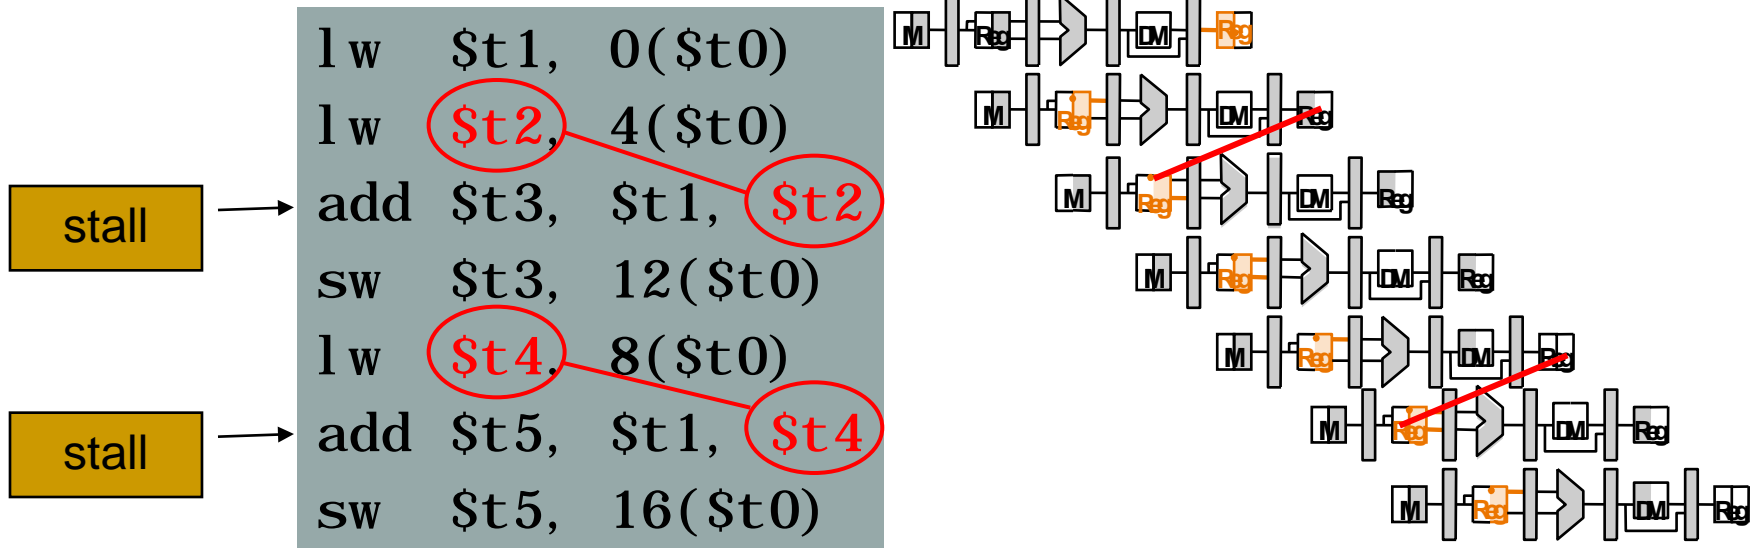 lw $t1, 0($t0)
lw $t2, 4($t0)
stall
add $t3, $t1, $t2
sw $t3, 12($t0)
lw $t4, 8($t0)
stall
add $t5, $t1, $t4
sw $t5, 16($t0)
IM Reg DM Reg
IM Reg DM Reg
IM Reg DM Reg
IM Reg DM Reg
IM Reg DM Reg
IM Reg DM Reg
IM Reg DM Reg